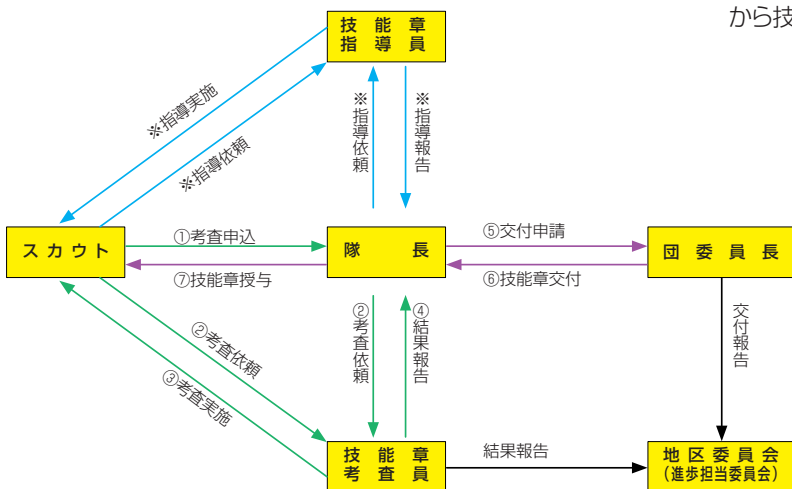 から技
技能章
指導員
※指導実施
※指導依頼
※指導依頼
※指導報告
スカウト
①考査申込
⑦技能章授与
隊長
⑤交付申請
⑥技能章交付
団委員長
②考査依頼
③考査実施
②考査依頼
④結果報告
交付報告
技能章
考査員
結果報告
地区委員会
（進歩担当委員会）